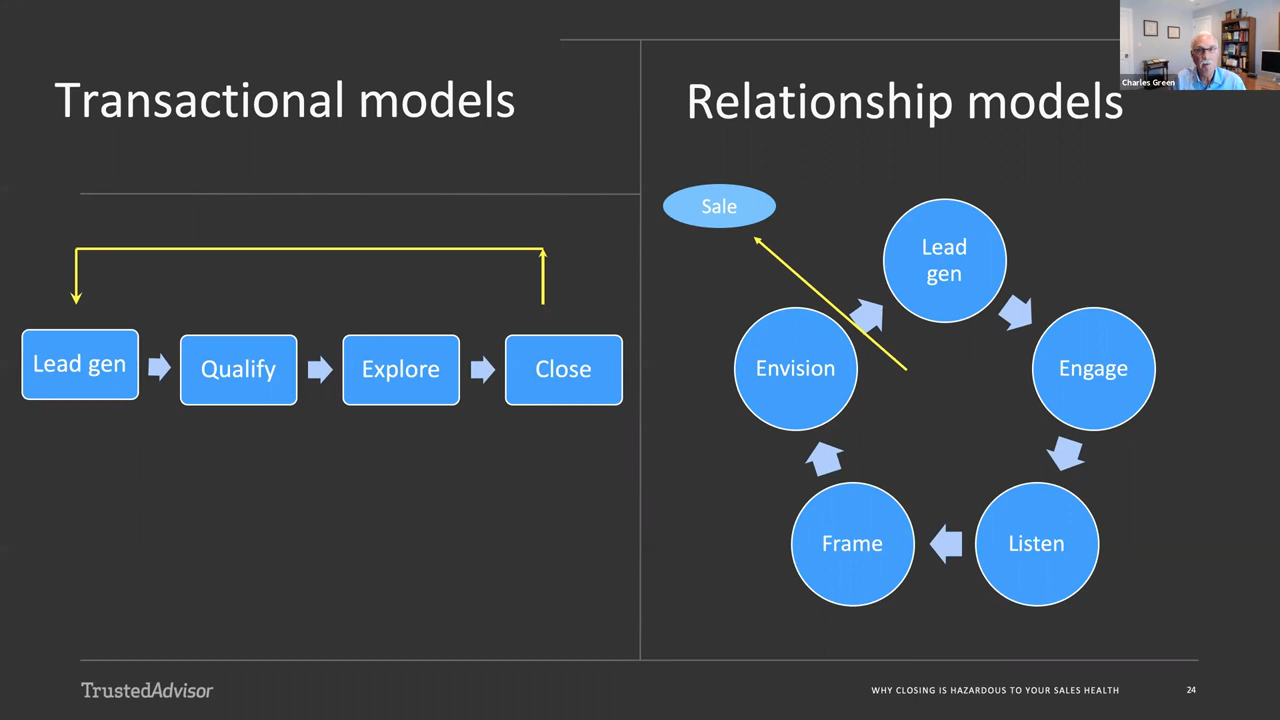 Transactional models
Relationship models
Charles Green
Lead gen
Qualify
Explore
Close
Sale
Lead
gen
Engage
Listen
Frame
Envision
TrustedAdvisor
WHY CLOSING IS HAZARDOUS TO YOUR SALES HEALTH
24